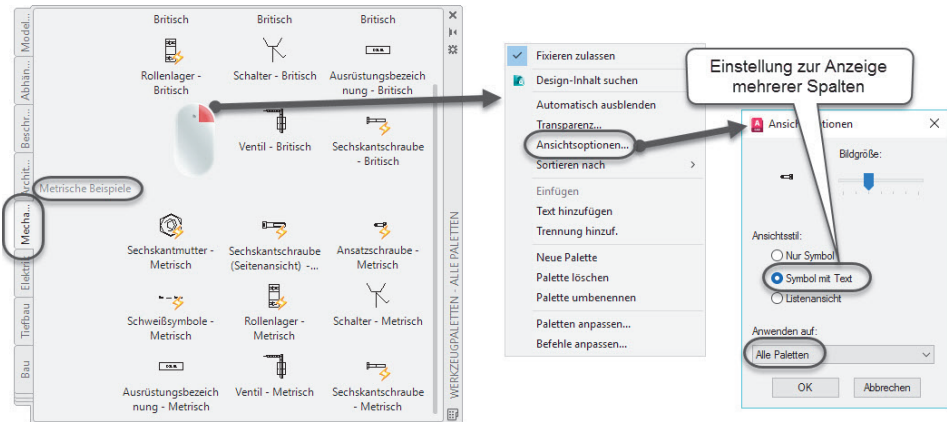 Britisch
Britisch
Britisch
Rollenlager -
Britisch
Schalter - Britisch
Ausrüstungsbezeich
nung - Britisch
Ventil - Britisch
Sechskantschraube
- Britisch
Metrische Beispiele
Sechskantmutter -
Metrisch
Sechskantschraube
(Seitenansicht) -...
Ansatzschraube -
Metrisch
Schweißsymbole -
Metrisch
Rollenlager -
Metrisch
Schalter - Metrisch
Ausrüstungsbezeich
nung - Metrisch
Ventil - Metrisch
Sechskantschraube
- Metrisch
Model...
Abhän...
Beschr...
Archit...
Mecha...
Elektrik
Tiefbau
Bau
WERKZEUGPALETTEN - ALLE PALETTEN
Fixieren zulassen
Design-Inhalt suchen
Automatisch ausblenden
Transparenz...
Ansichtsoptionen...
Sortieren nach
Einfügen
Text hinzufügen
Trennung hinzuf.
Neue Palette
Palette löschen
Palette umbenennen
Paletten anpassen...
Befehle anpassen...
Einstellung zur Anzeige
mehrerer Spalten
Bildgröße:
Ansichtsstil:
Nur Symbol
Symbol mit Text
Listenansicht
Anwenden auf:
Alle Paletten
OK
Abbrechen